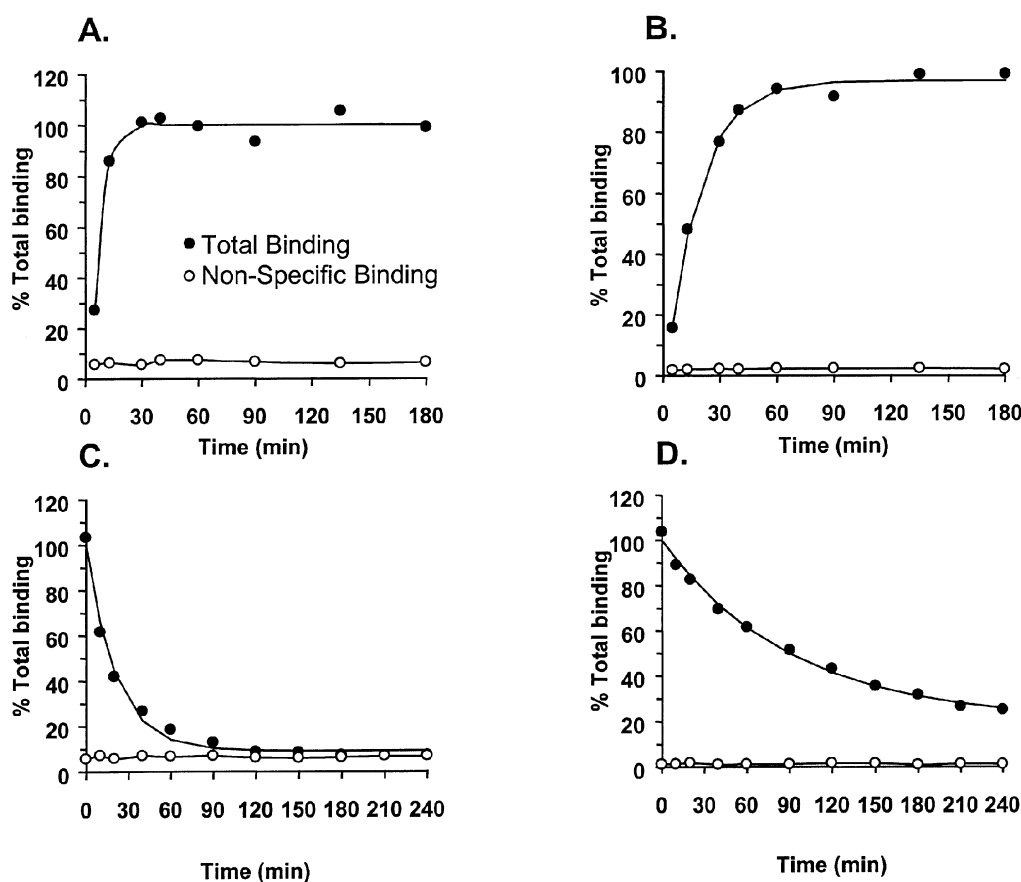 A.
120
100
80
60
40
20
0
% Total binding
● Total Binding
○ Non-Specific Binding
0 30 60 90 120 150 180
Time (min)
B.
100
80
60
40
20
0
% Total binding
0 30 60 90 120 150 180
Time (min)
C.
120
100
80
60
40
20
0
% Total binding
0 30 60 90 120 150 180 210 240
Time (min)
D.
120
100
80
60
40
20
0
% Total binding
0 30 60 90 120 150 180 210 240
Time (min)